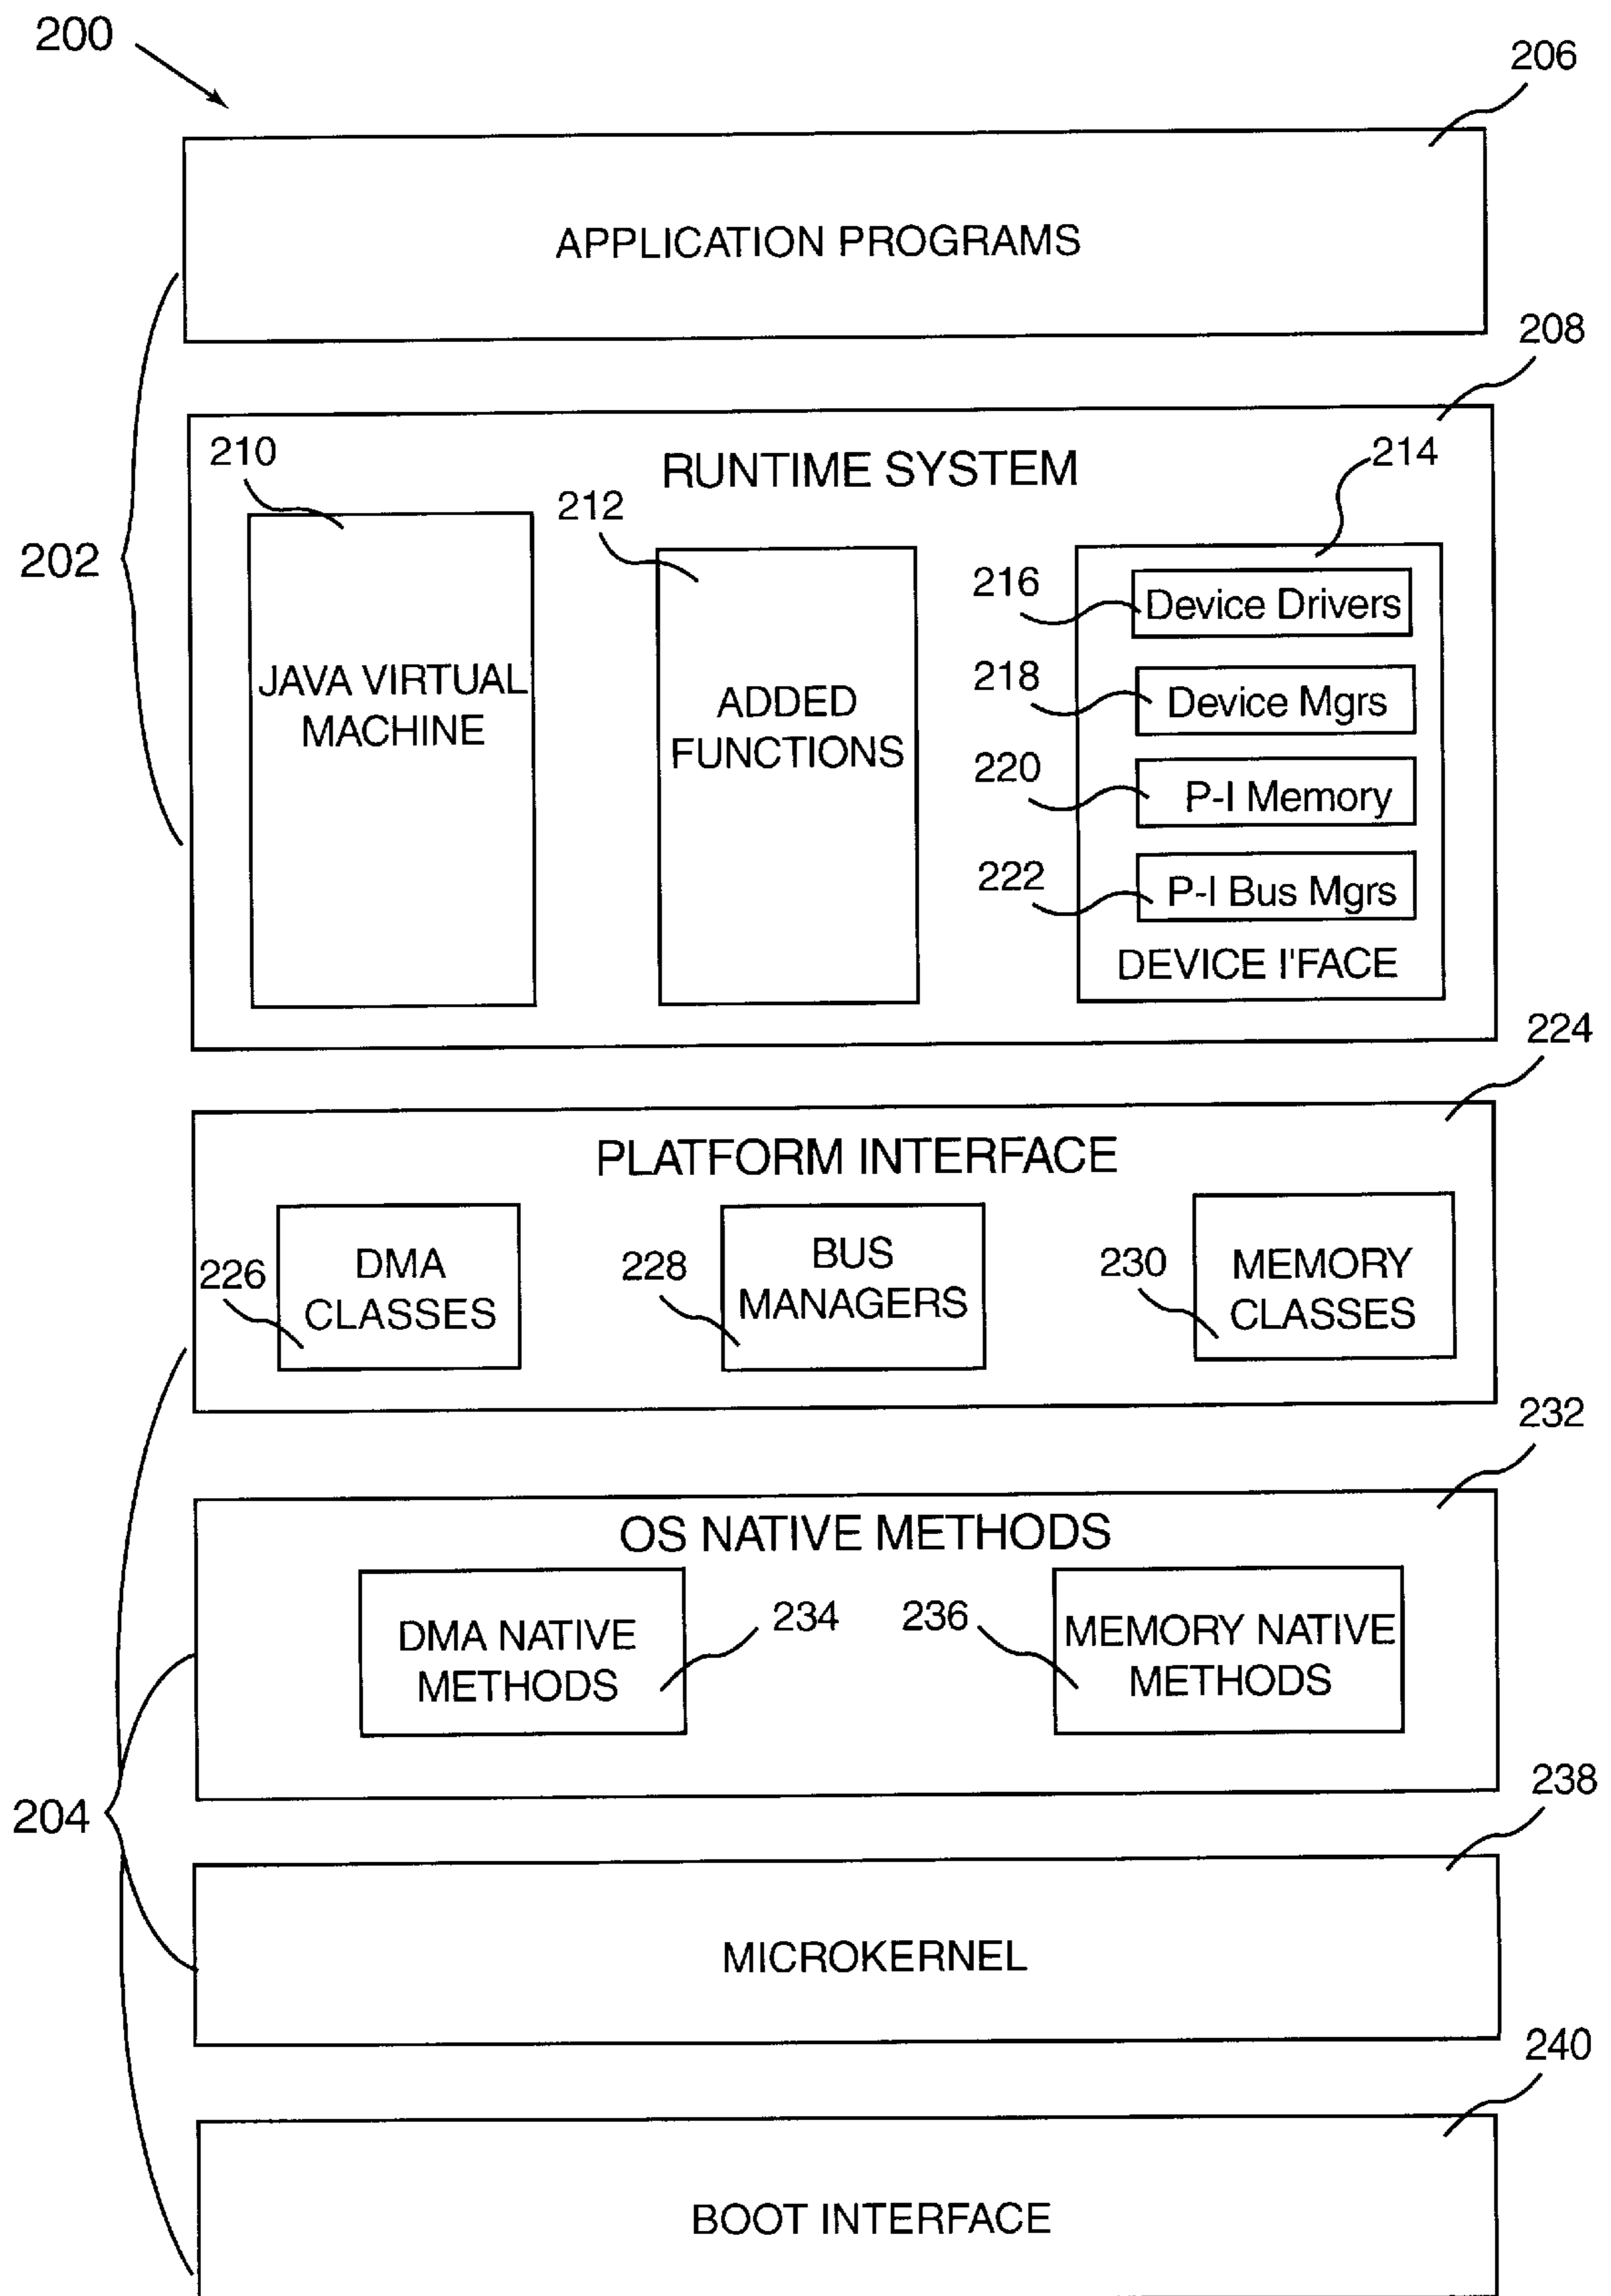 200
206
APPLICATION PROGRAMS
208
202
RUNTIME SYSTEM
210
JAVA VIRTUAL
MACHINE
212
ADDED
FUNCTIONS
214
216
Device Drivers
218
Device Mgrs
220
P-I Memory
222
P-I Bus Mgrs
DEVICE I'FACE
224
PLATFORM INTERFACE
226
DMA
CLASSES
228
BUS
MANAGERS
230
MEMORY
CLASSES
232
OS NATIVE METHODS
DMA NATIVE
METHODS
234
236
MEMORY NATIVE
METHODS
204
238
MICROKERNEL
240
BOOT INTERFACE